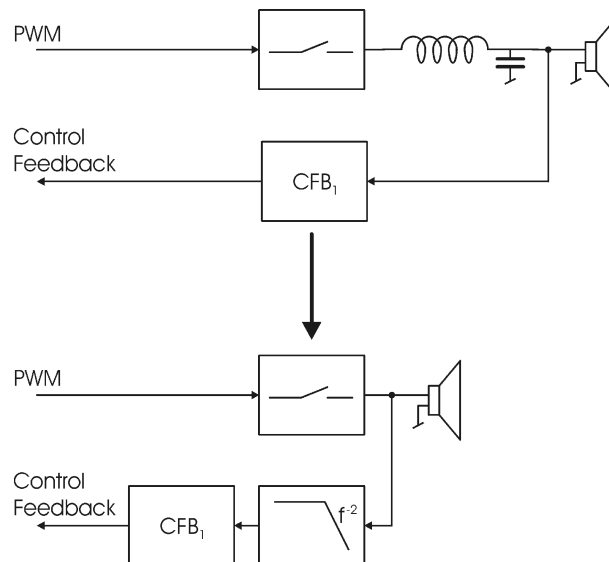 PWM
Control
Feedback
CFB₁
PWM
Control
Feedback
CFB₁
f⁻²